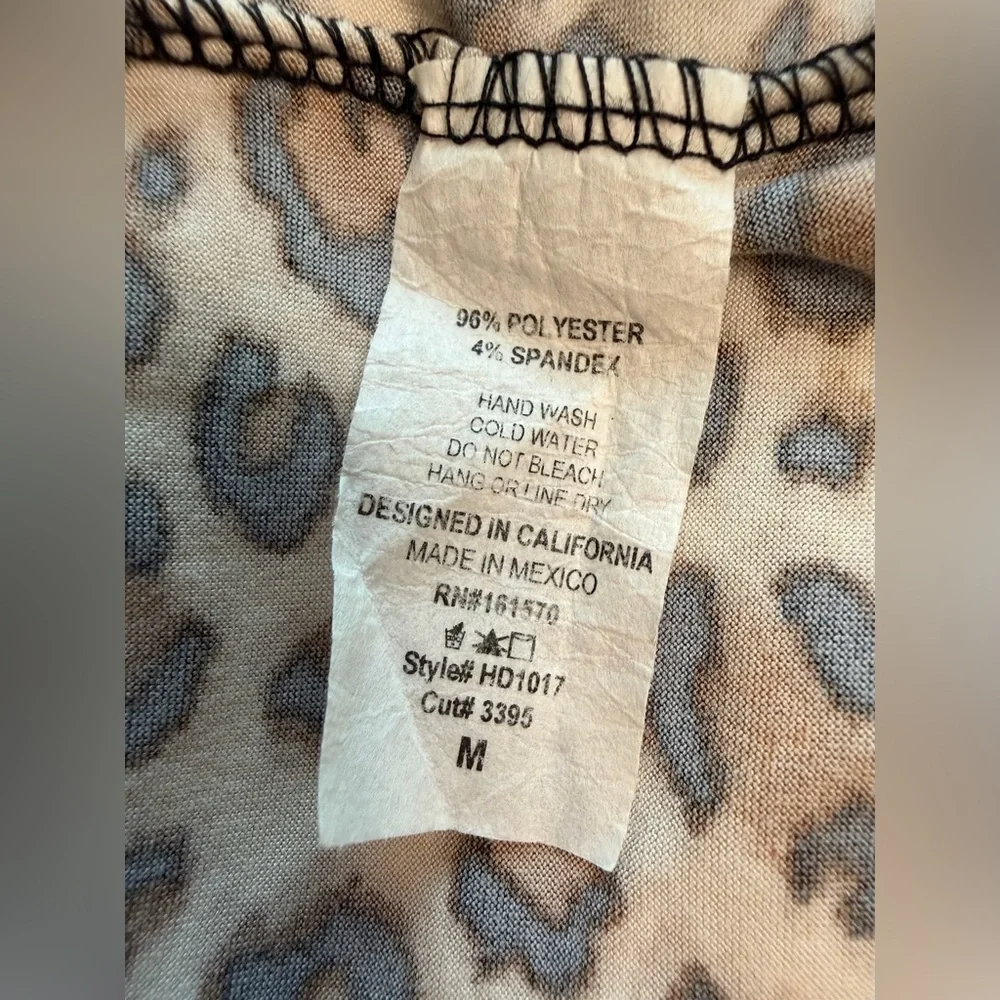 96% POLYESTER
4% SPANDEX
HAND WASH
COLD WATER
DO NOT BLEACH
HANG OR LINE DRY
DESIGNED IN CALIFORNIA
MADE IN MEXICO
RN#161570
Style# HD1017
Cut# 3395
M